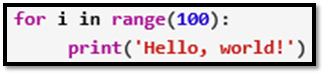 for i in range(100):
    print('Hello, world!')